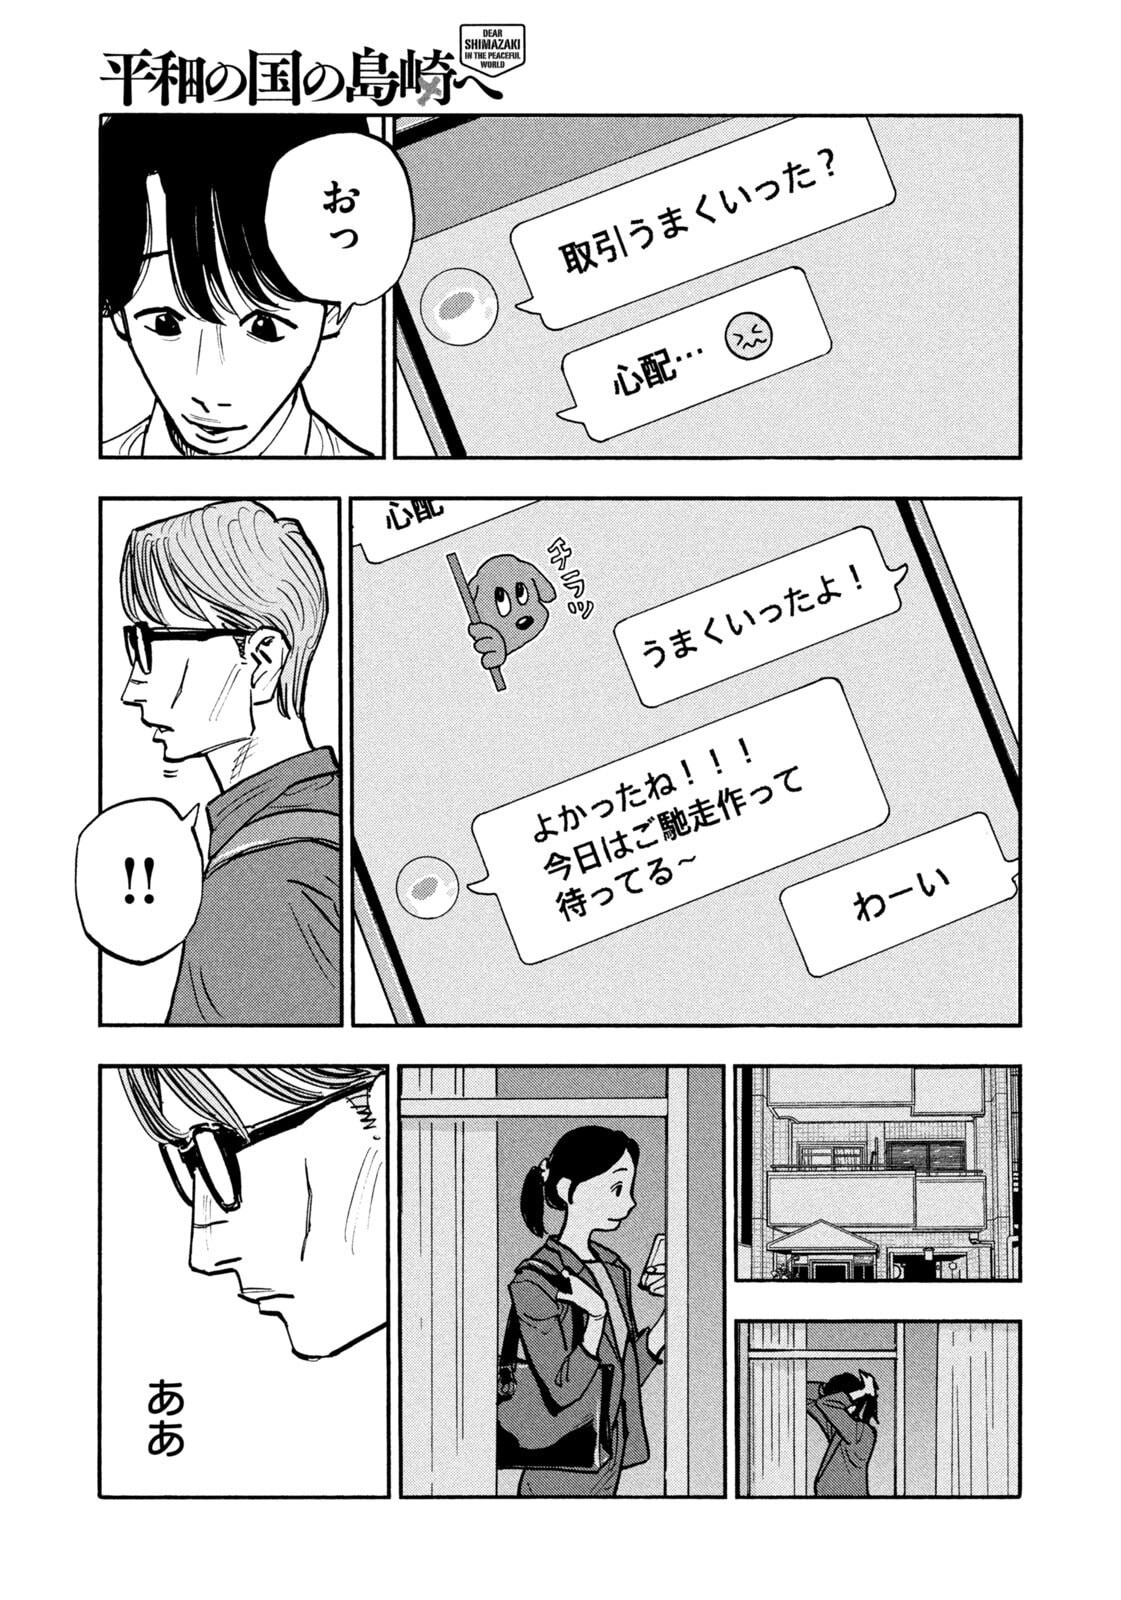 平和の国の島崎へ
DEAR
SHIMAZAKI
IN THE PEACEFUL
WORLD
取引うまくいった？
心配…
おっ
心配
チラッ
うまくいったよ！
よかったね！！！
今日はご馳走作って
待ってる~
わーい
!!
ああ